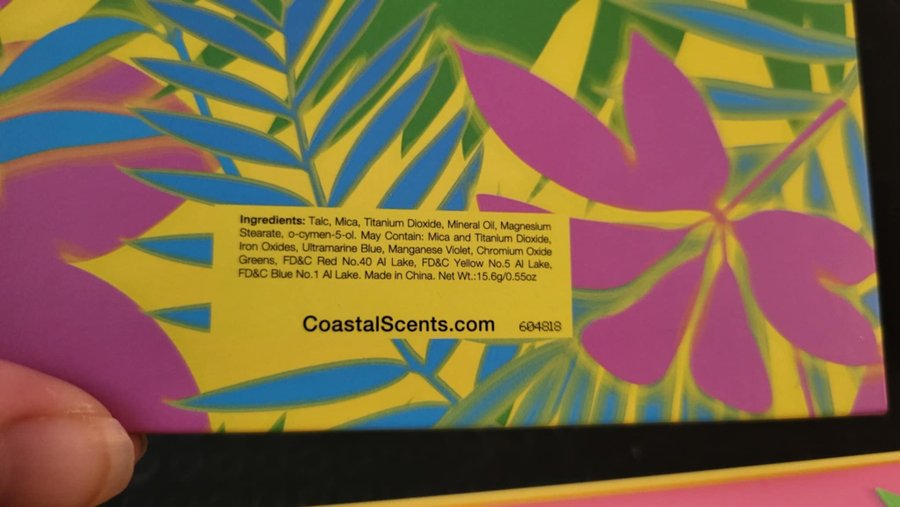 Ingredients: Talc, Mica, Titanium Dioxide, Mineral Oil, Magnesium
Stearate, o-cymen-5-ol. May Contain: Mica and Titanium Dioxide,
Iron Oxides, Ultramarine Blue, Manganese Violet, Chromium Oxide
Greens, FD&C Red No.40 Al Lake, FD&C Yellow No.5 Al Lake,
FD&C Blue No.1 Al Lake. Made in China. Net Wt.:15.6g/0.55oz
CoastalScents.com 604818